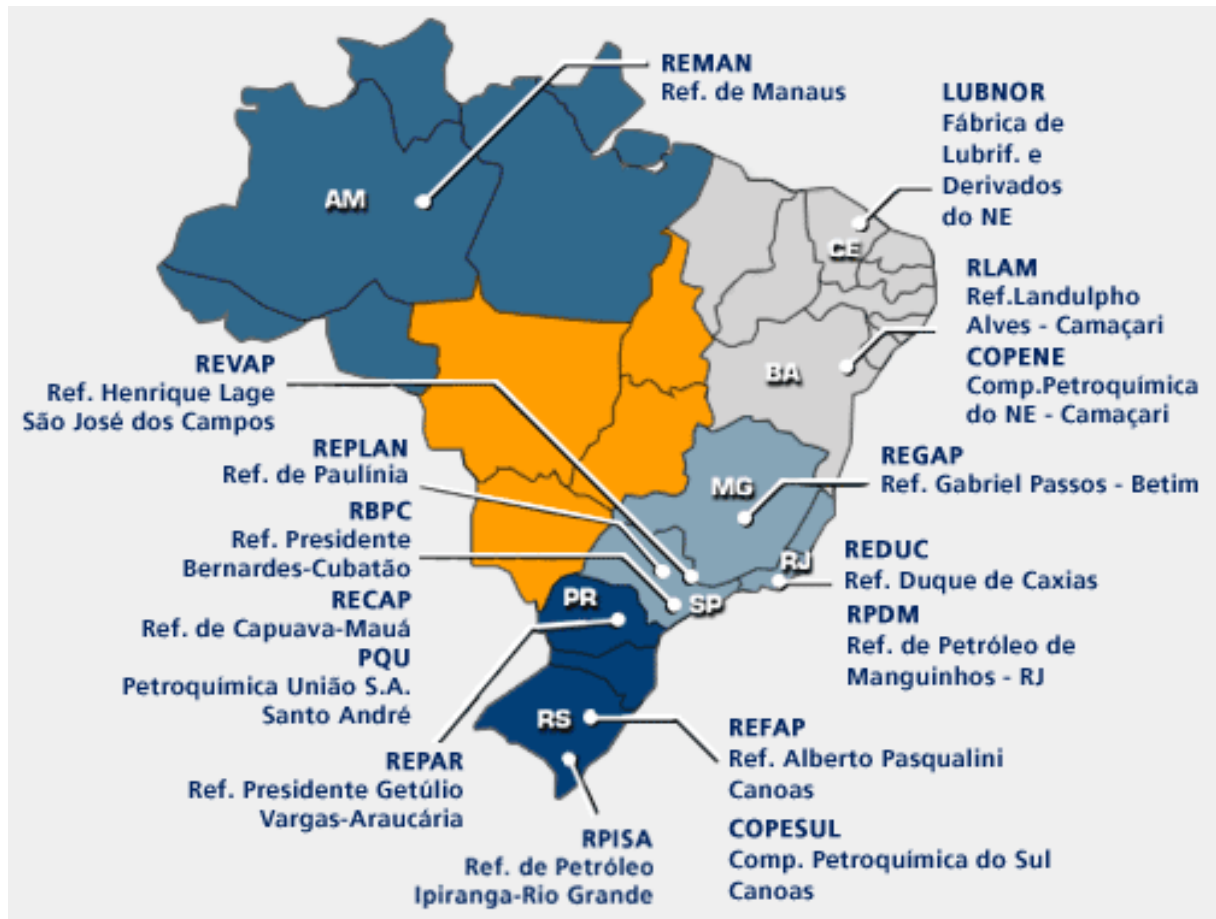 REMAN
Ref. de Manaus
LUBNOR
Fábrica de
Lubrif. e
Derivados
do NE
AM
CE
RLAM
Ref.Landulpho
Alves - Camaçari
COPENE
Comp.Petroquímica
do NE - Camaçari
BA
REVAP
Ref. Henrique Lage
São José dos Campos
REPLAN
Ref. de Paulínia
RBPC
Ref. Presidente
Bernardes-Cubatão
RECAP
Ref. de Capuava-Mauá
PQU
Petroquímica União S.A.
Santo André
MG
REGAP
Ref. Gabriel Passos - Betim
RJ
REDUC
Ref. Duque de Caxias
RPDM
Ref. de Petróleo de
Manguinhos - RJ
SP
PR
RS
REPAR
Ref. Presidente Getúlio
Vargas-Araucária
RPISA
Ref. de Petróleo
Ipiranga-Rio Grande
REFAP
Ref. Alberto Pasqualini
Canoas
COPESUL
Comp. Petroquímica do Sul
Canoas